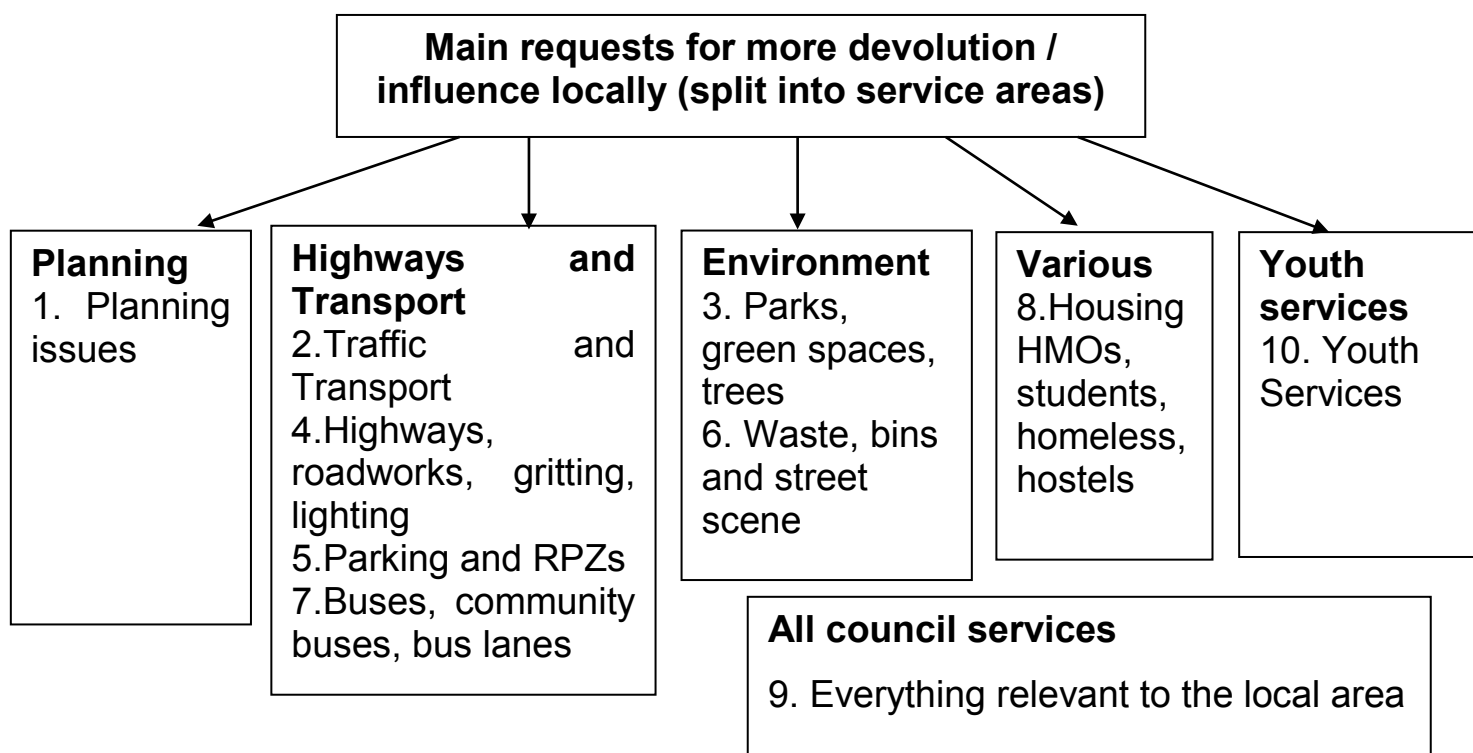 Main requests for more devolution /
influence locally (split into service areas)
Planning
1. Planning
issues
Highways and
Transport
2.Traffic and
Transport
4.Highways,
roadworks, gritting,
lighting
5.Parking and RPZs
7.Buses, community
buses, bus lanes
Environment
3. Parks,
green spaces,
trees
6. Waste, bins
and street
scene
Various
8.Housing
HMOs,
students,
homeless,
hostels
Youth
services
10. Youth
Services
All council services
9. Everything relevant to the local area